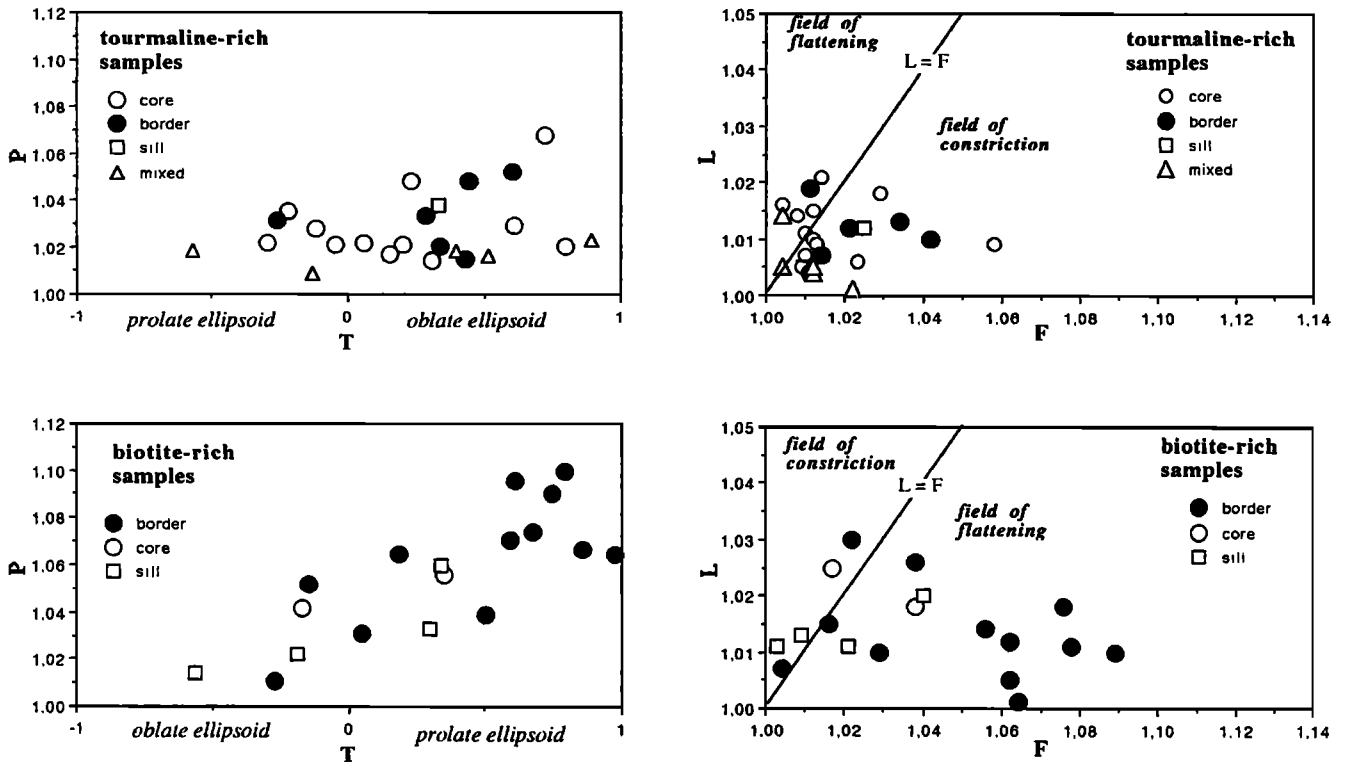 1.12
1.10
1.08
1.06
1.04
1.02
1.00
P
tourmaline-rich
samples
core
border
sill
mixed
-1
0
1
prolate ellipsoid
oblate ellipsoid
T
1,05
1,04
1,03
1,02
1,01
1,00
L
field of
flattening
L = F
field of
constriction
tourmaline-rich
samples
core
border
sill
mixed
1,00
1,02
1,04
1,06
1,08
1,10
1,12
1,14
F
1.12
1.10
1.08
1.06
1.04
1.02
1.00
P
biotite-rich
samples
border
core
sill
-1
0
1
oblate ellipsoid
prolate ellipsoid
T
1,05
1,04
1,03
1,02
1,01
1,00
L
field of
constriction
L = F
field of
flattening
biotite-rich
samples
border
core
sill
1,00
1,02
1,04
1,06
1,08
1,10
1,12
1,14
F